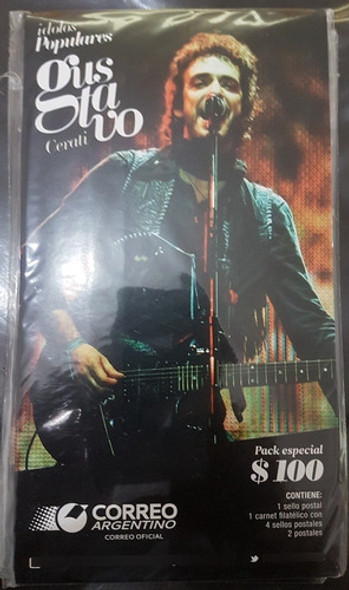 ídolos
Populares
Gus
ta
vo
Cerati
Pack especial
$ 100
CONTIENE:
1 sello postal
1 carnet filatélico con
4 sellos postales
2 postales
CORREO
ARGENTINO
CORREO OFICIAL